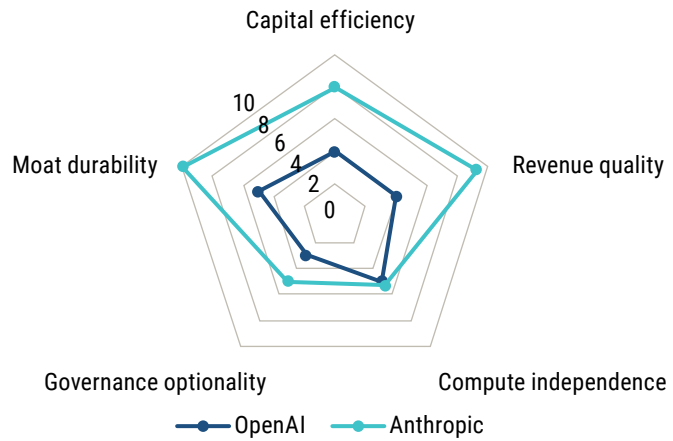 Capital efficiency
10
8
6
4
2
0
Moat durability
Revenue quality
Governance optionality
Compute independence
OpenAI
Anthropic